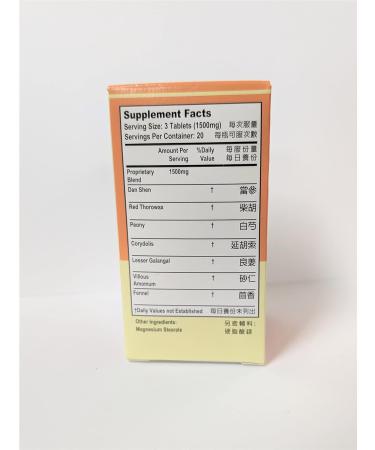 Supplement Facts
Serving Size: 3 Tablets (1500mg) 每次服量
Servings Per Container: 20 每瓶可服次數
Amount Per Serving %Daily Value 每服份量 每日養份
Proprietary Blend 1500mg
Dan Shen † 當參
Red Thorowax † 柴胡
Peony † 白芍
Corydolis † 延胡索
Lesser Galangal † 良姜
Villous Amomum † 砂仁
Fennel † 茴香
†Daily Values not Established 每日養份未列出
Other Ingredients: 另密輔料:
Magnesium Stearate 硬脂酸鎂